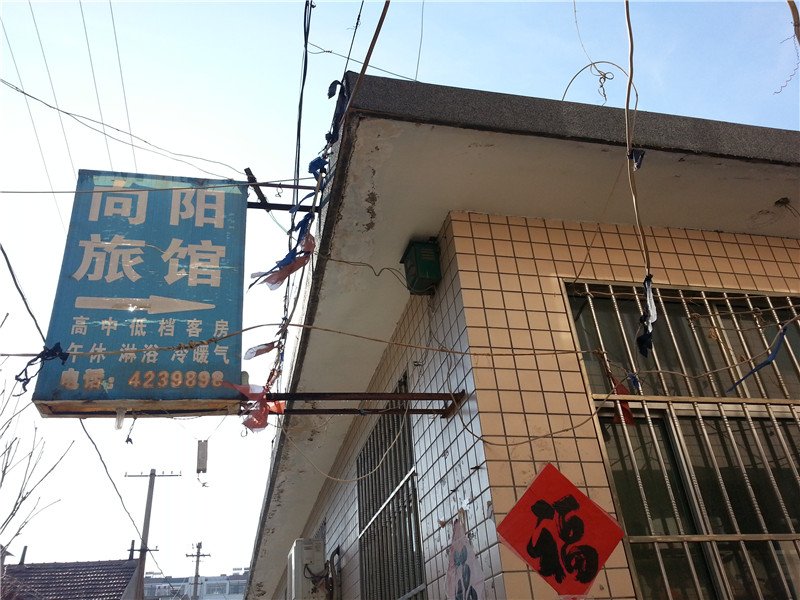 向阳
旅馆
高中低档客房
午休 淋浴 冷暖气
电话：4239898
福